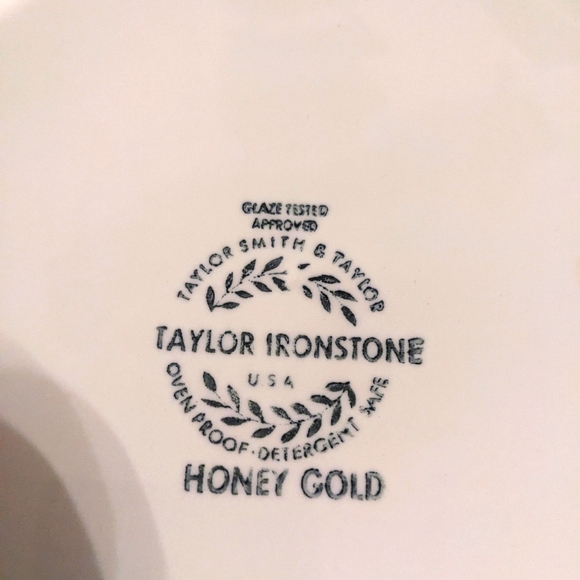 GLAZE TESTED
APPROVED
TAYLOR SMITH & TAYLOR
TAYLOR IRONSTONE
USA
OVEN PROOF · DETERGENT SAFE
HONEY GOLD